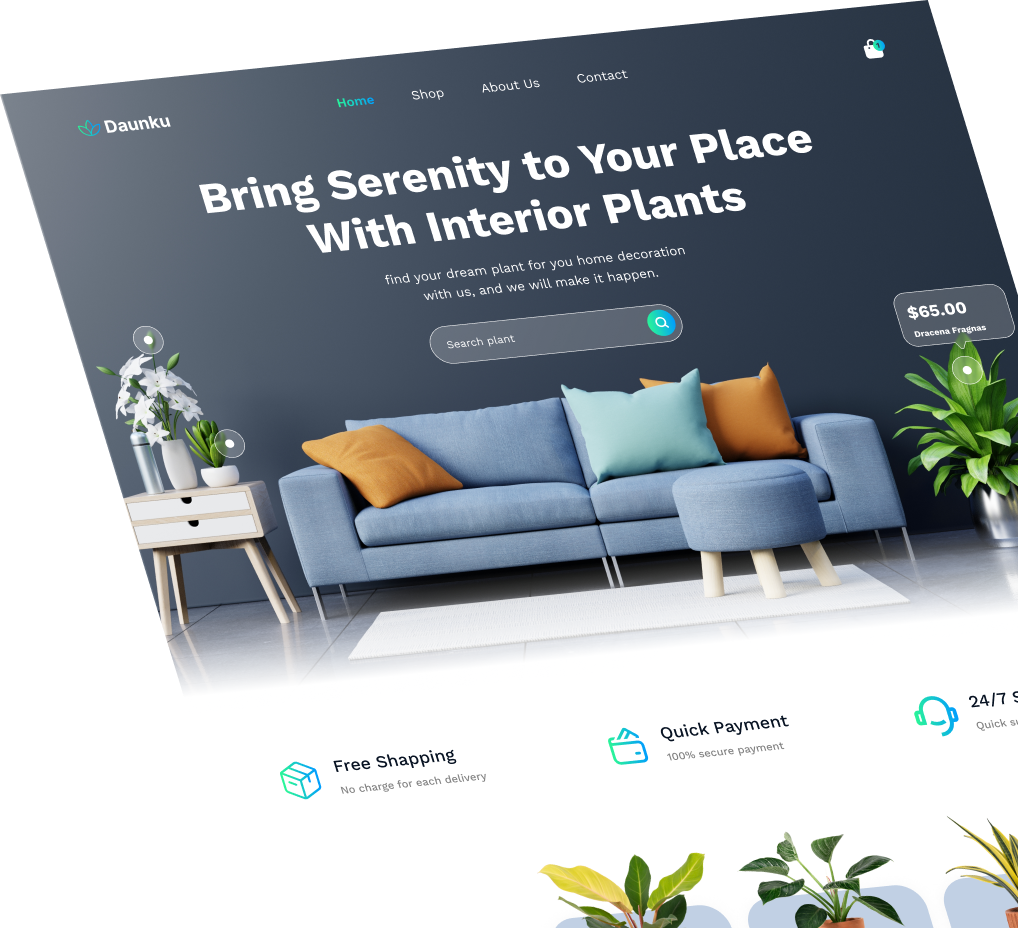 Daunku
Home
Shop
About Us
Contact
1
Bring Serenity to Your Place
With Interior Plants
find your dream plant for you home decoration
with us, and we will make it happen.
Search plant
$65.00
Dracena Fragnas
Free Shapping
No charge for each delivery
Quick Payment
100% secure payment
24/7
Quick